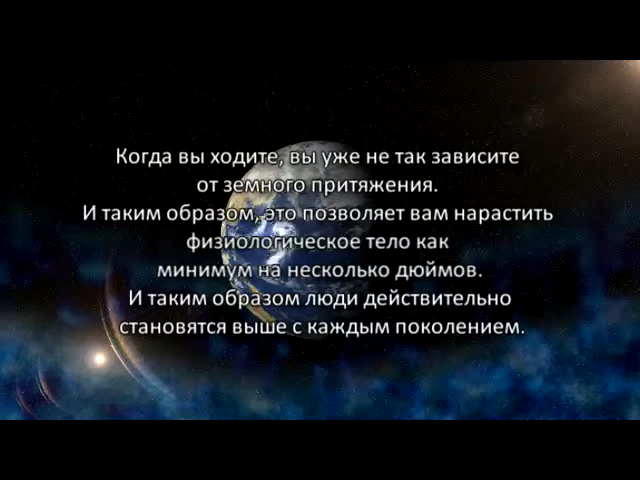 Когда вы ходите, вы уже не так зависите
от земного притяжения.
И таким образом, это позволяет вам нарастить
физиологическое тело как
минимум на несколько дюймов.
И таким образом люди действительно
становятся выше с каждым поколением.